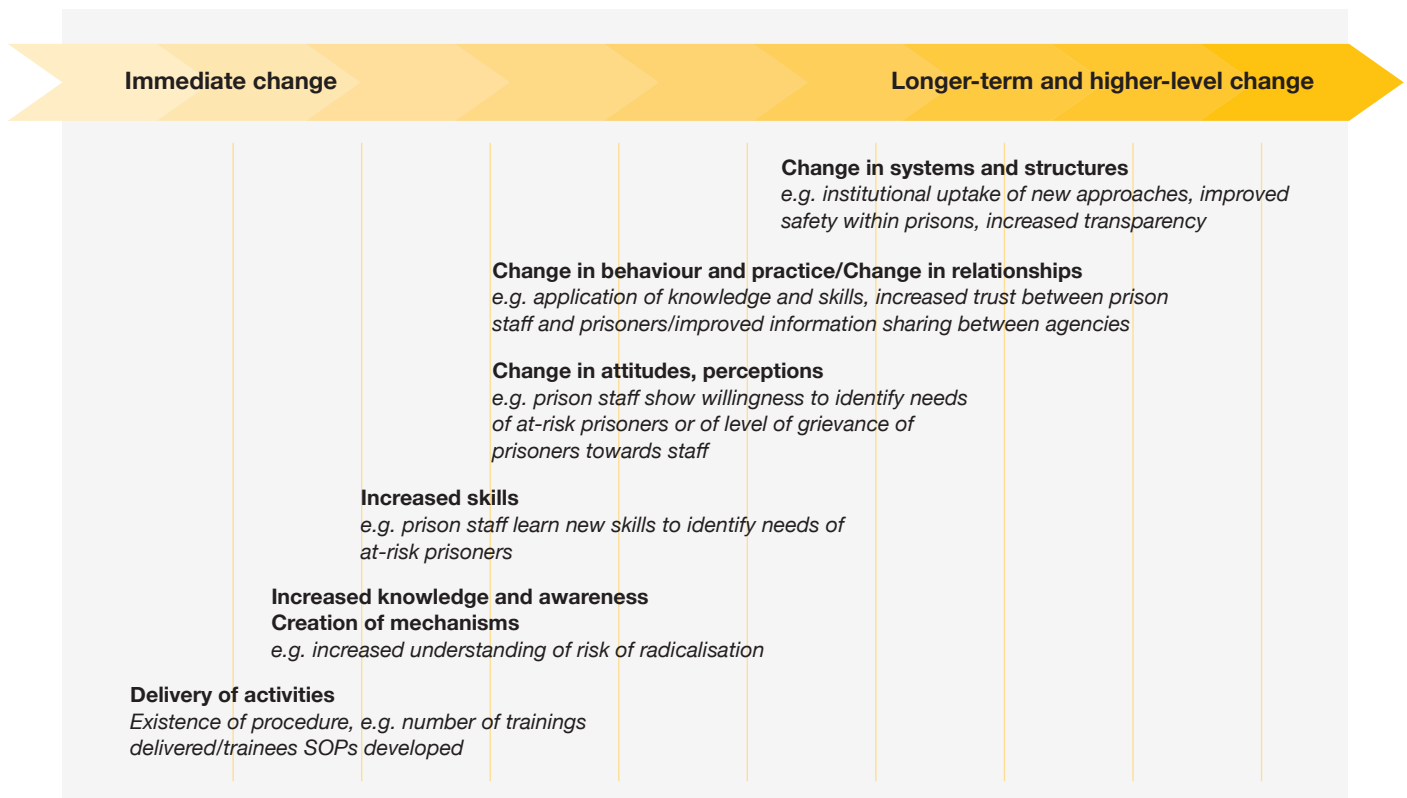 Immediate change
Longer-term and higher-level change
Change in systems and structures
e.g. institutional uptake of new approaches, improved
safety within prisons, increased transparency
Change in behaviour and practice/Change in relationships
e.g. application of knowledge and skills, increased trust between prison
staff and prisoners/improved information sharing between agencies
Change in attitudes, perceptions
e.g. prison staff show willingness to identify needs
of at-risk prisoners or of level of grievance of
prisoners towards staff
Increased skills
e.g. prison staff learn new skills to identify needs of
at-risk prisoners
Increased knowledge and awareness
Creation of mechanisms
e.g. increased understanding of risk of radicalisation
Delivery of activities
Existence of procedure, e.g. number of trainings
delivered/trainees SOPs developed